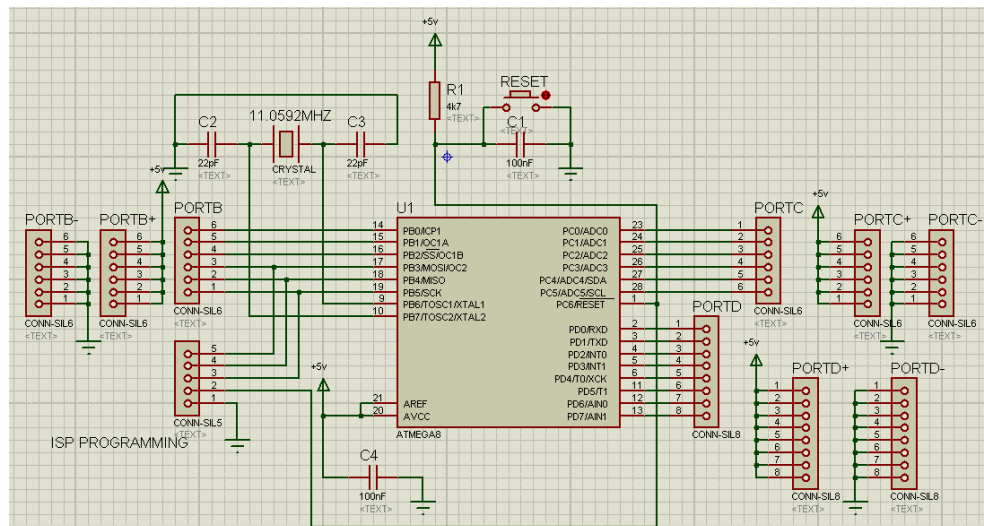 +5v
R1
4k7
<TEXT>
RESET
<TEXT>
C1
100nF
<TEXT>
C2
22pF
<TEXT>
11.0592MHZ
CRYSTAL
<TEXT>
C3
22pF
<TEXT>
+5v
PORTB-
6
5
4
3
2
1
CONN-SIL6
<TEXT>
PORTB+
6
5
4
3
2
1
CONN-SIL6
<TEXT>
PORTB
6
5
4
3
2
1
CONN-SIL6
<TEXT>
U1
14 PB0/ICP1
15 PB1/OC1A
16 PB2/SS/OC1B
17 PB3/MOSI/OC2
18 PB4/MISO
19 PB5/SCK
9 PB6/TOSC1/XTAL1
10 PB7/TOSC2/XTAL2
21 AREF
20 AVCC
PC0/ADC0 23
PC1/ADC1 24
PC2/ADC2 25
PC3/ADC3 26
PC4/ADC4/SDA 27
PC5/ADC5/SCL 28
PC6/RESET 1
PD0/RXD 2
PD1/TXD 3
PD2/INT0 4
PD3/INT1 5
PD4/T0/XCK 6
PD5/T1 11
PD6/AIN0 12
PD7/AIN1 13
ATMEGA8
PORTC
1
2
3
4
5
6
CONN-SIL6
<TEXT>
+5v
PORTC+
6
5
4
3
2
1
CONN-SIL6
<TEXT>
PORTC-
6
5
4
3
2
1
CONN-SIL6
<TEXT>
PORTD
1
2
3
4
5
6
7
8
CONN-SIL8
+5v
PORTD+
1
2
3
4
5
6
7
8
CONN-SIL8
<TEXT>
PORTD-
1
2
3
4
5
6
7
8
CONN-SIL8
<TEXT>
5
4
3
2
1
CONN-SIL5
<TEXT>
ISP PROGRAMMING
+5v
C4
100nF
<TEXT>